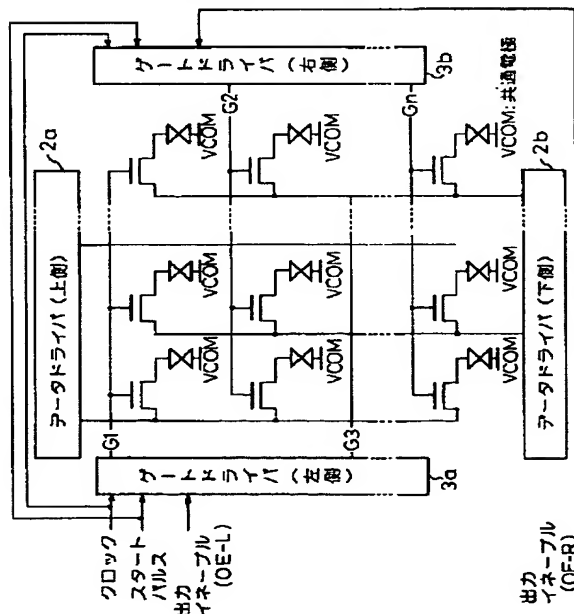 2a
データドライバ (上側)
クロック
スタート
パルス
出力
イネーブル
(OE-L)
ゲートドライバ (左側)
3a
G1
G3
VCOM
VCOM
VCOM
VCOM
VCOM
VCOM
VCOM
VCOM
VCOM
VCOM:共通電極
G2
Gn
ゲートドライバ (右側)
3b
データドライバ (下側)
2b
出力
イネーブル
(OE-R)